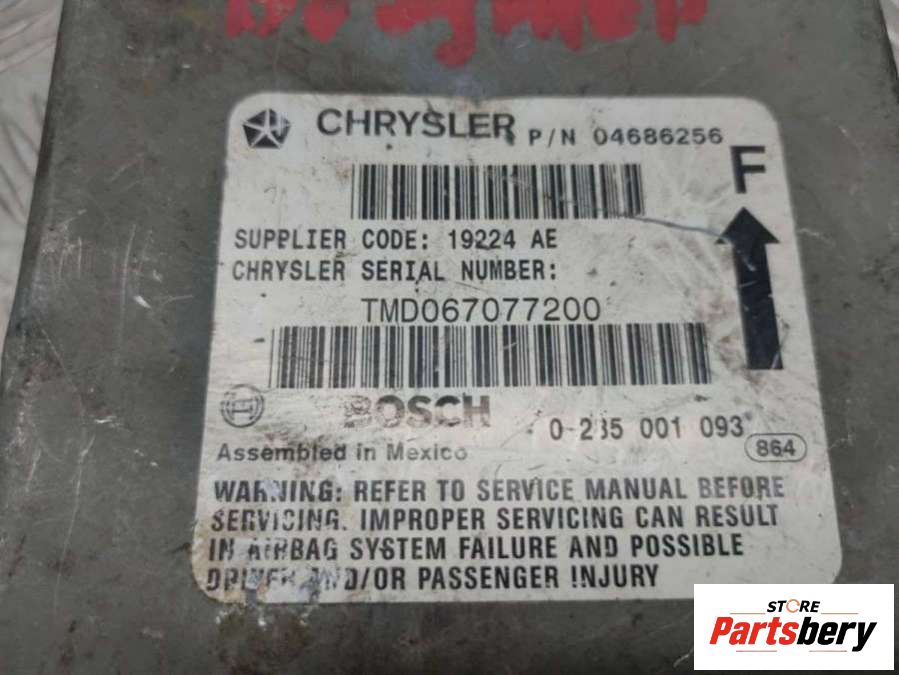 CHRYSLER P/N 04686256
F
SUPPLIER CODE: 19224 AE
CHRYSLER SERIAL NUMBER:
TMD067077200
BOSCH 0 285 001 093
Assembled in Mexico 864
WARNING: REFER TO SERVICE MANUAL BEFORE
SERVICING. IMPROPER SERVICING CAN RESULT
IN AIRBAG SYSTEM FAILURE AND POSSIBLE
DRIVER AND/OR PASSENGER INJURY
STORE
Partsbery